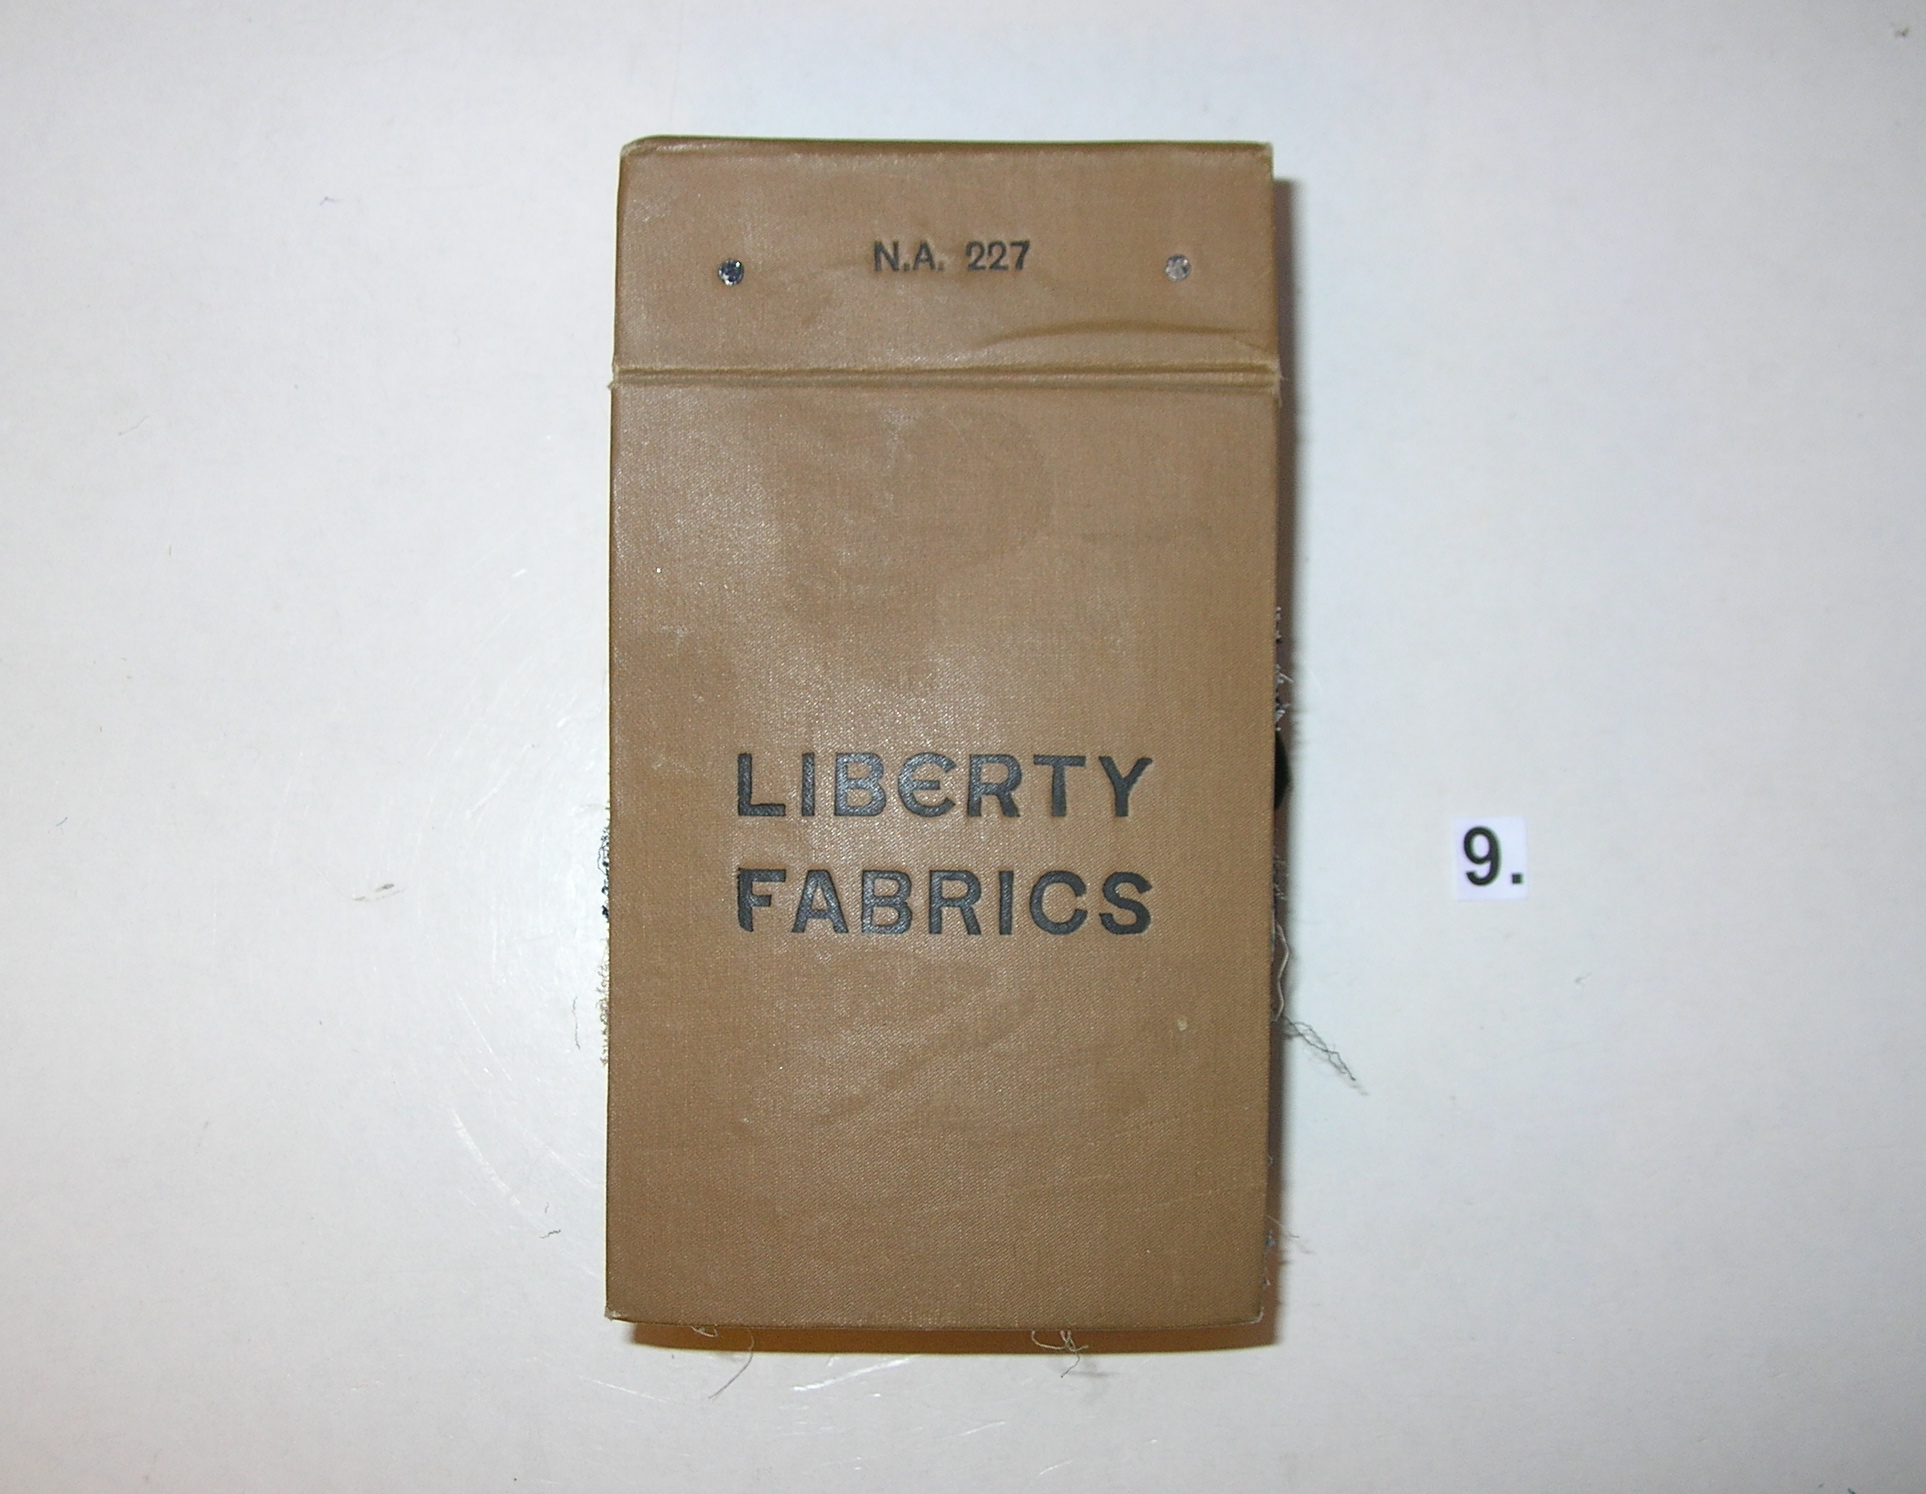 N.A. 227
LIBERTY
FABRICS
9.